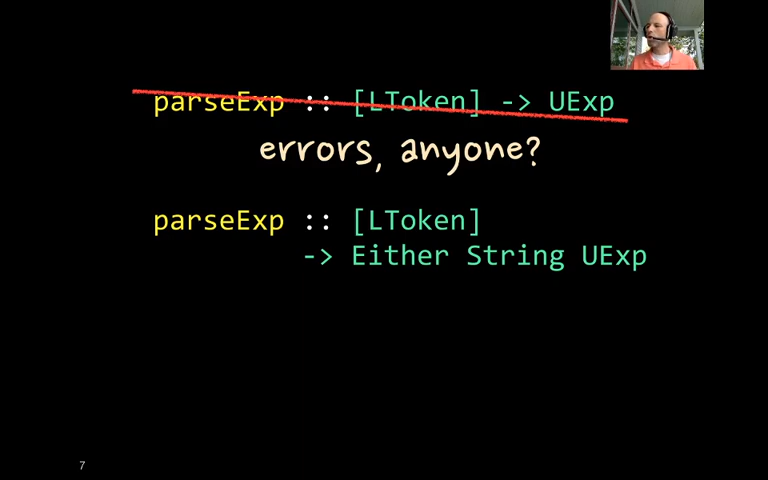 parseExp :: [LToken] -> UExp
errors, anyone?
parseExp :: [LToken]
-> Either String UExp
7